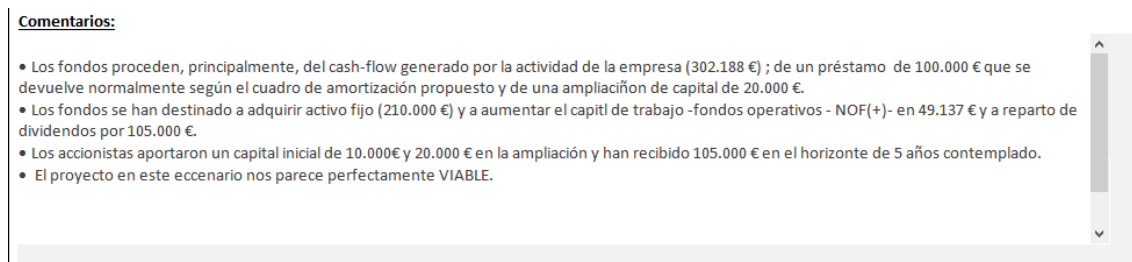 Comentarios:
• Los fondos proceden, principalmente, del cash-flow generado por la actividad de la empresa (302.188 €) ; de un préstamo  de 100.000 € que se
devuelve normalmente según el cuadro de amortización propuesto y de una ampliaciñon de capital de 20.000 €.
• Los fondos se han destinado a adquirir activo fijo (210.000 €) y a aumentar el capitl de trabajo -fondos operativos - NOF(+)- en 49.137 € y a reparto de
dividendos por 105.000 €.
• Los accionistas aportaron un capital inicial de 10.000€ y 20.000 € en la ampliación y han recibido 105.000 € en el horizonte de 5 años contemplado.
•  El proyecto en este eccenario nos parece perfectamente VIABLE.